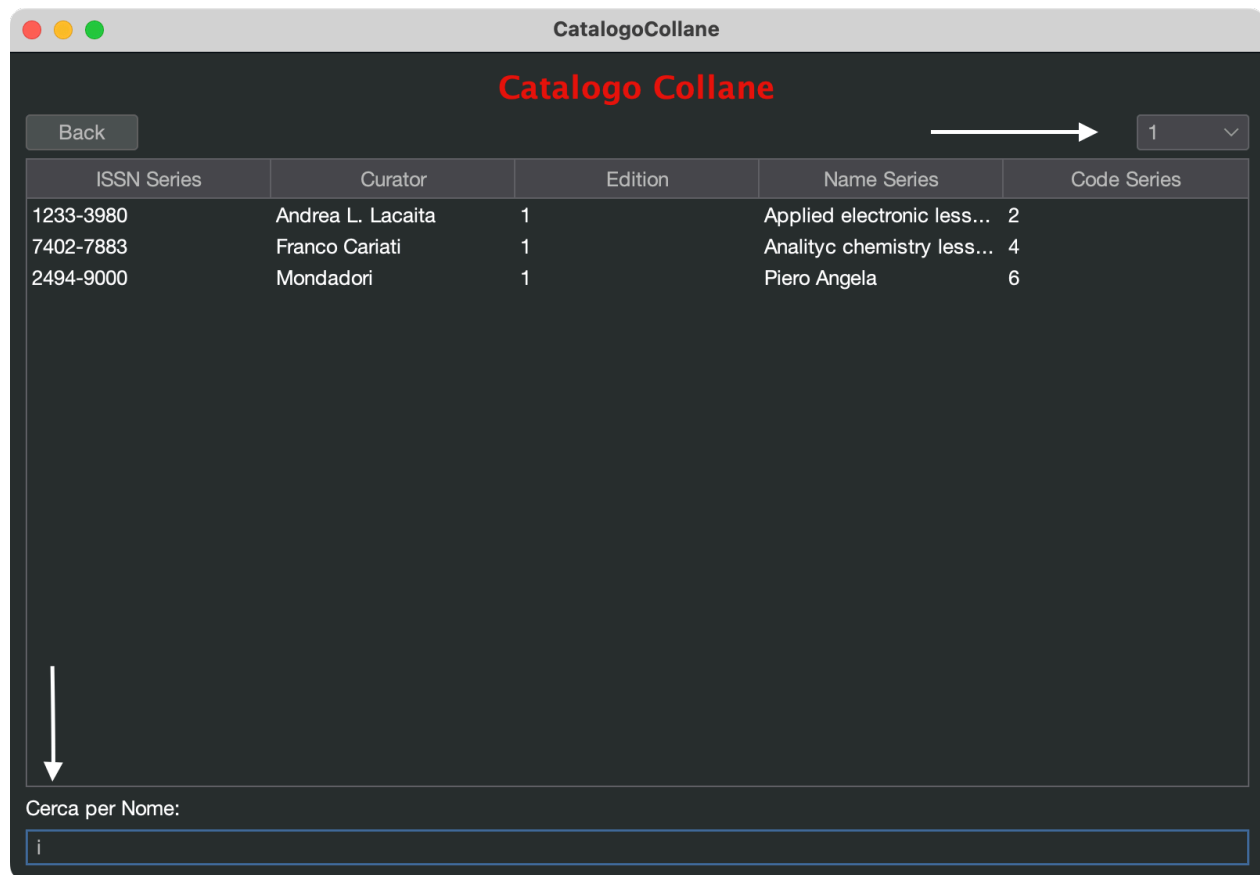 CatalogoCollane
Catalogo Collane
Back 1
ISSN Series Curator Edition Name Series Code Series
1233-3980 Andrea L. Lacaita 1 Applied electronic less... 2
7402-7883 Franco Cariati 1 Analityc chemistry less... 4
2494-9000 Mondadori 1 Piero Angela 6
Cerca per Nome:
i